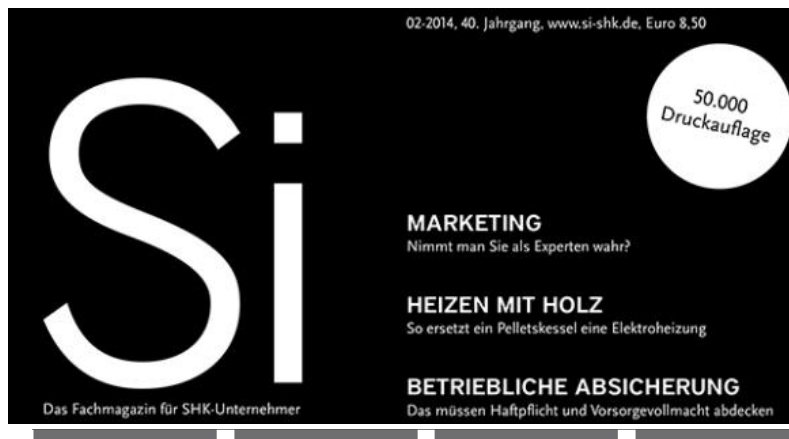 02-2014, 40. Jahrgang, www.si-shk.de, Euro 8,50
Si
50.000
Druckauflage
MARKETING
Nimmt man Sie als Experten wahr?
HEIZEN MIT HOLZ
So ersetzt ein Pelletskessel eine Elektroheizung
BETRIEBLICHE ABSICHERUNG
Das müssen Haftpflicht und Vorsorgevollmacht abdecken
Das Fachmagazin für SHK-Unternehmer